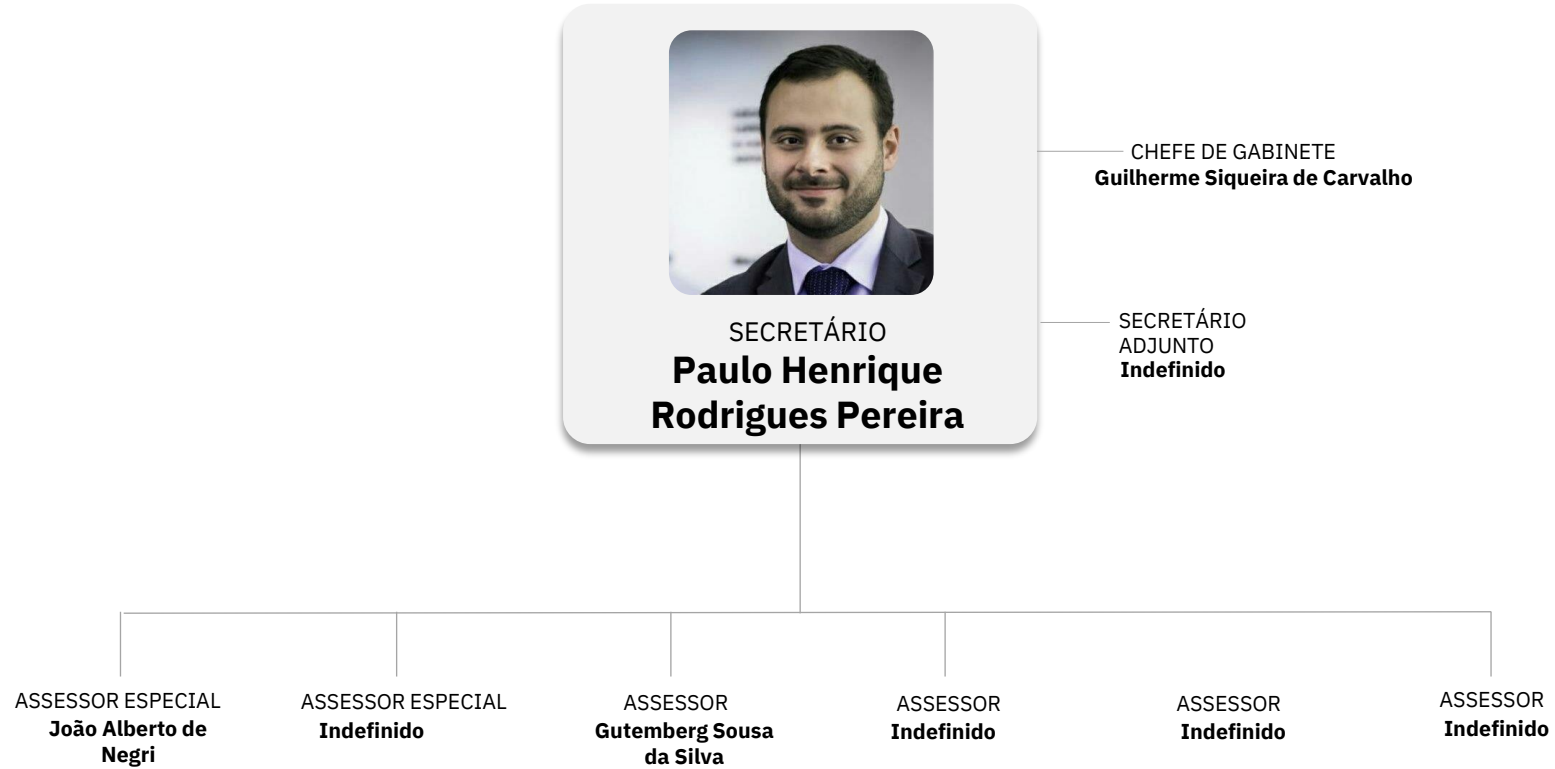 CHEFE DE GABINETE
Guilherme Siqueira de Carvalho
SECRETÁRIO
Paulo Henrique
Rodrigues Pereira
SECRETÁRIO
ADJUNTO
Indefinido
ASSESSOR ESPECIAL
João Alberto de
Negri
ASSESSOR ESPECIAL
Indefinido
ASSESSOR
Gutemberg Sousa
da Silva
ASSESSOR
Indefinido
ASSESSOR
Indefinido
ASSESSOR
Indefinido